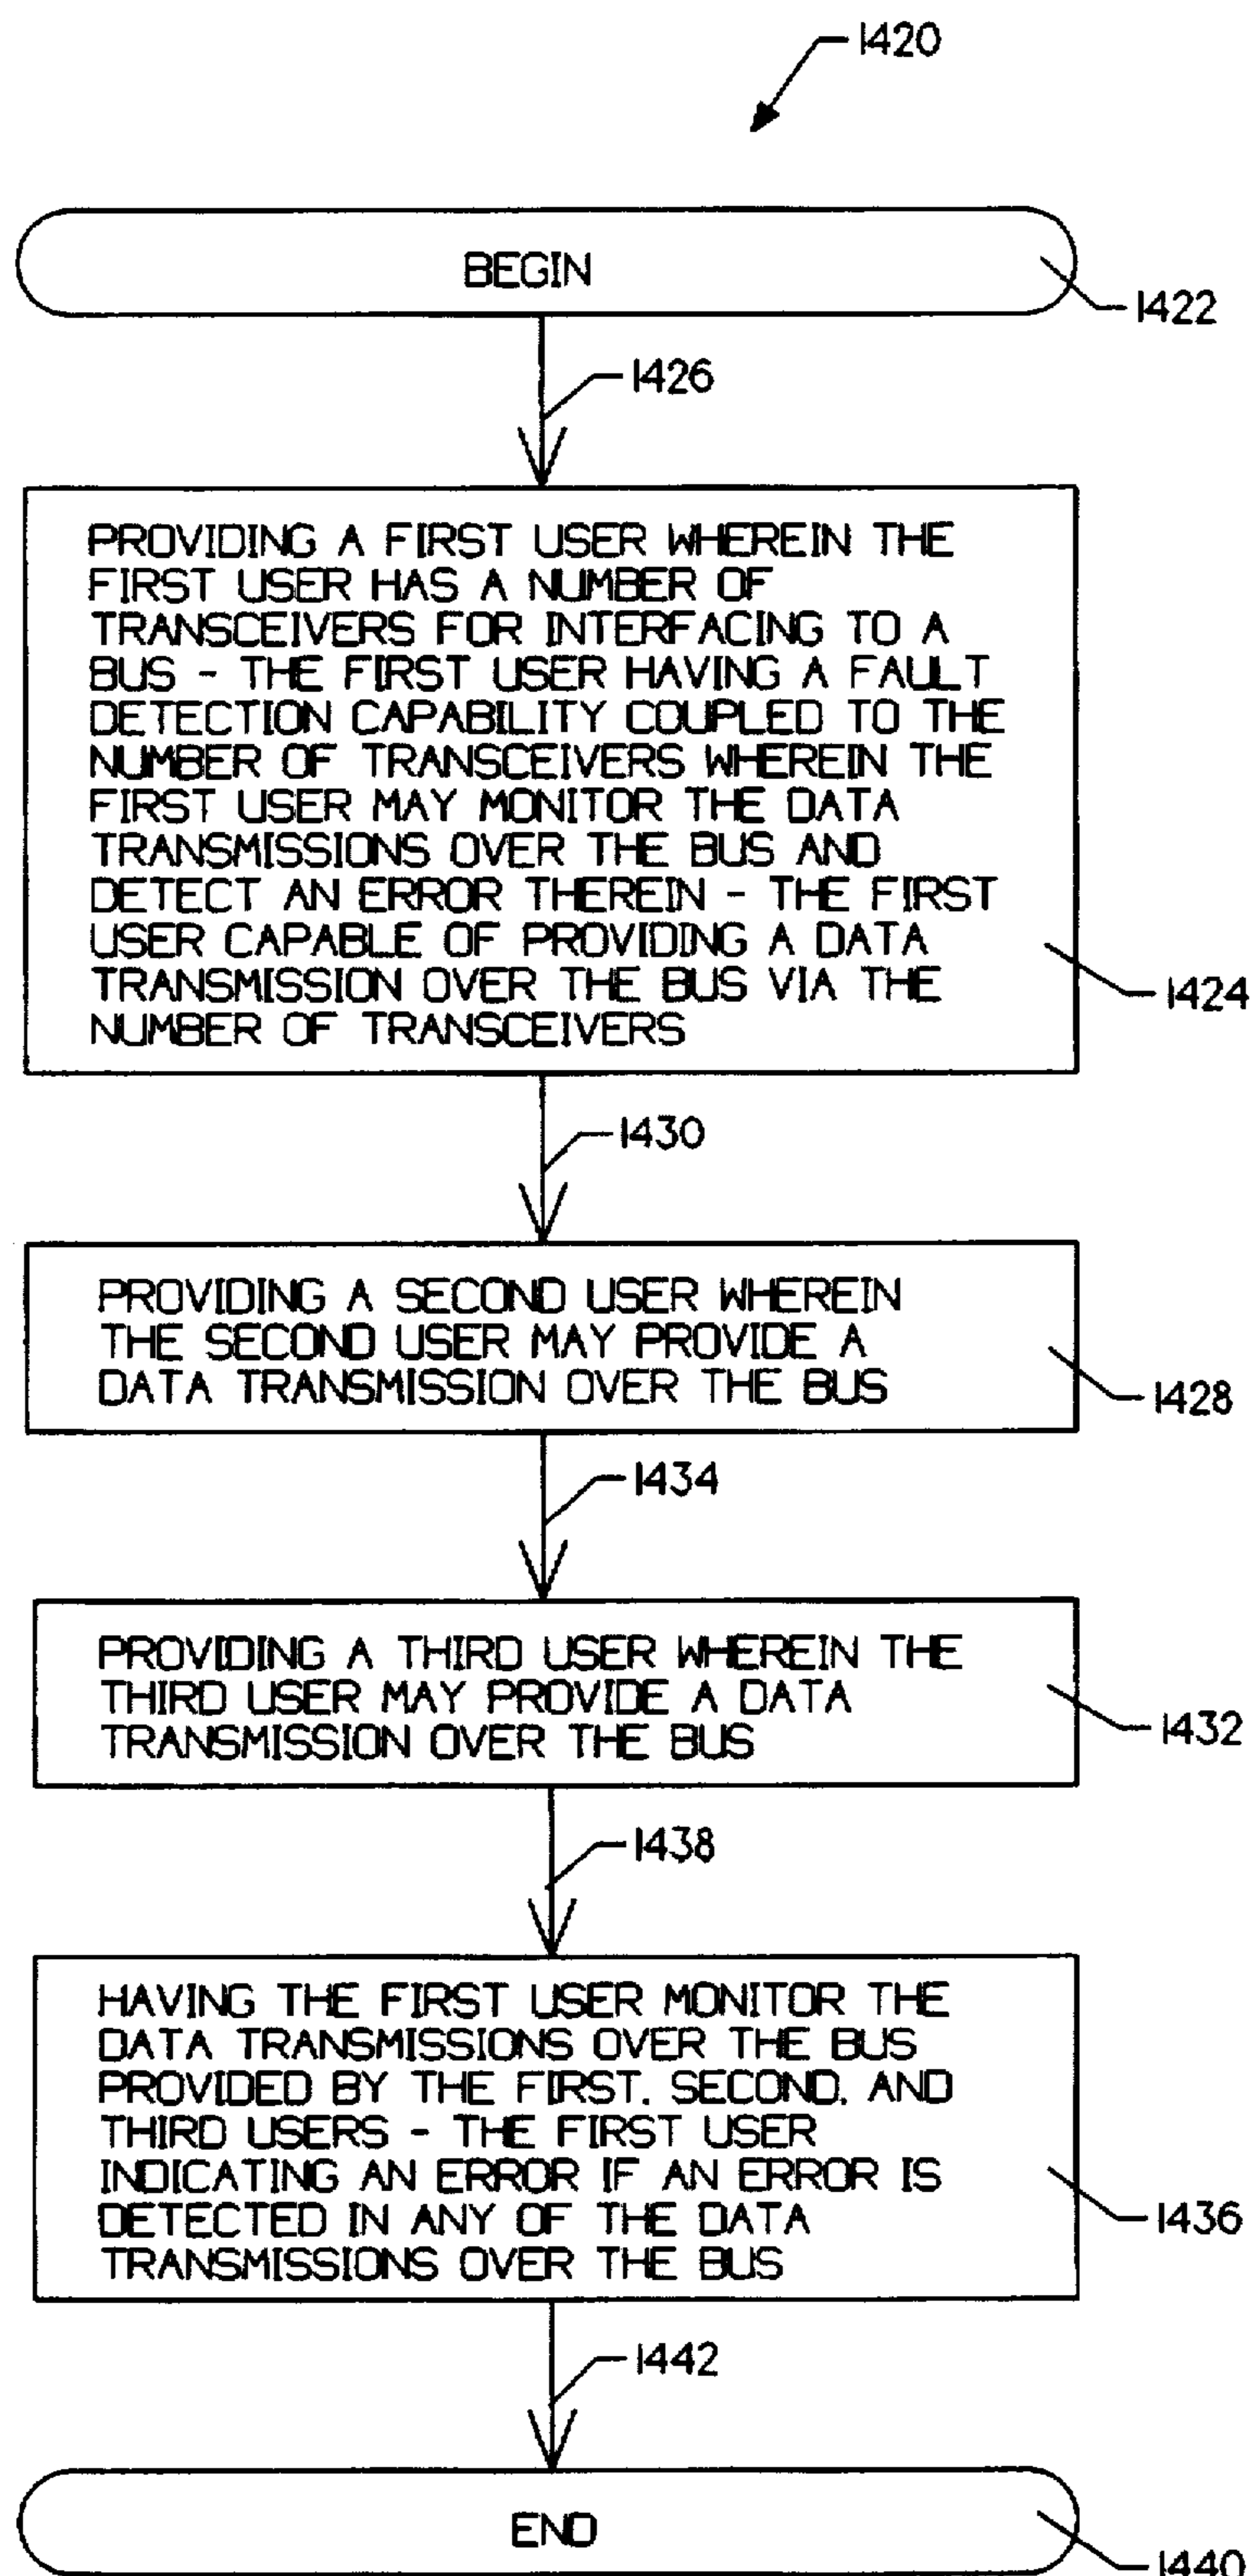 1420
BEGIN
1422
1426
PROVIDING A FIRST USER WHEREIN THE
FIRST USER HAS A NUMBER OF
TRANSCEIVERS FOR INTERFACING TO A
BUS - THE FIRST USER HAVING A FAULT
DETECTION CAPABILITY COUPLED TO THE
NUMBER OF TRANSCEIVERS WHEREIN THE
FIRST USER MAY MONITOR THE DATA
TRANSMISSIONS OVER THE BUS AND
DETECT AN ERROR THEREIN - THE FIRST
USER CAPABLE OF PROVIDING A DATA
TRANSMISSION OVER THE BUS VIA THE
NUMBER OF TRANSCEIVERS
1424
1430
PROVIDING A SECOND USER WHEREIN
THE SECOND USER MAY PROVIDE A
DATA TRANSMISSION OVER THE BUS
1428
1434
PROVIDING A THIRD USER WHEREIN THE
THIRD USER MAY PROVIDE A DATA
TRANSMISSION OVER THE BUS
1432
1438
HAVING THE FIRST USER MONITOR THE
DATA TRANSMISSIONS OVER THE BUS
PROVIDED BY THE FIRST, SECOND, AND
THIRD USERS - THE FIRST USER
INDICATING AN ERROR IF AN ERROR IS
DETECTED IN ANY OF THE DATA
TRANSMISSIONS OVER THE BUS
1436
1442
END
1440